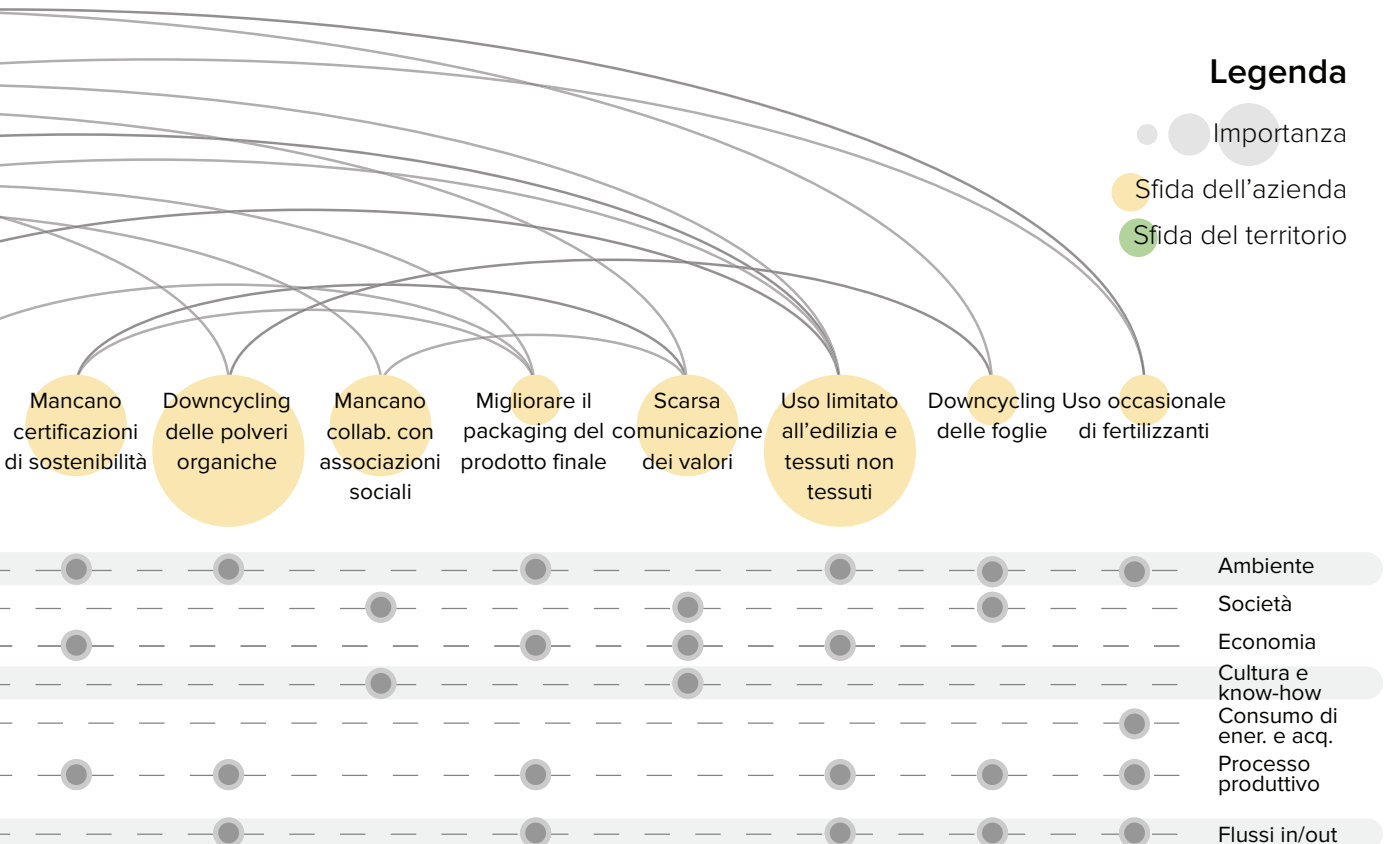 Legenda
Importanza
Sfida dell’azienda
Sfida del territorio
Mancano
certificazioni
di sostenibilità
Downcycling
delle polveri
organiche
Mancano
collab. con
associazioni
sociali
Migliorare il
packaging del
prodotto finale
Scarsa
comunicazione
dei valori
Uso limitato
all’edilizia e
tessuti non
tessuti
Downcycling
delle foglie
Uso occasionale
di fertilizzanti
Ambiente
Società
Economia
Cultura e
know-how
Consumo di
ener. e acq.
Processo
produttivo
Flussi in/out